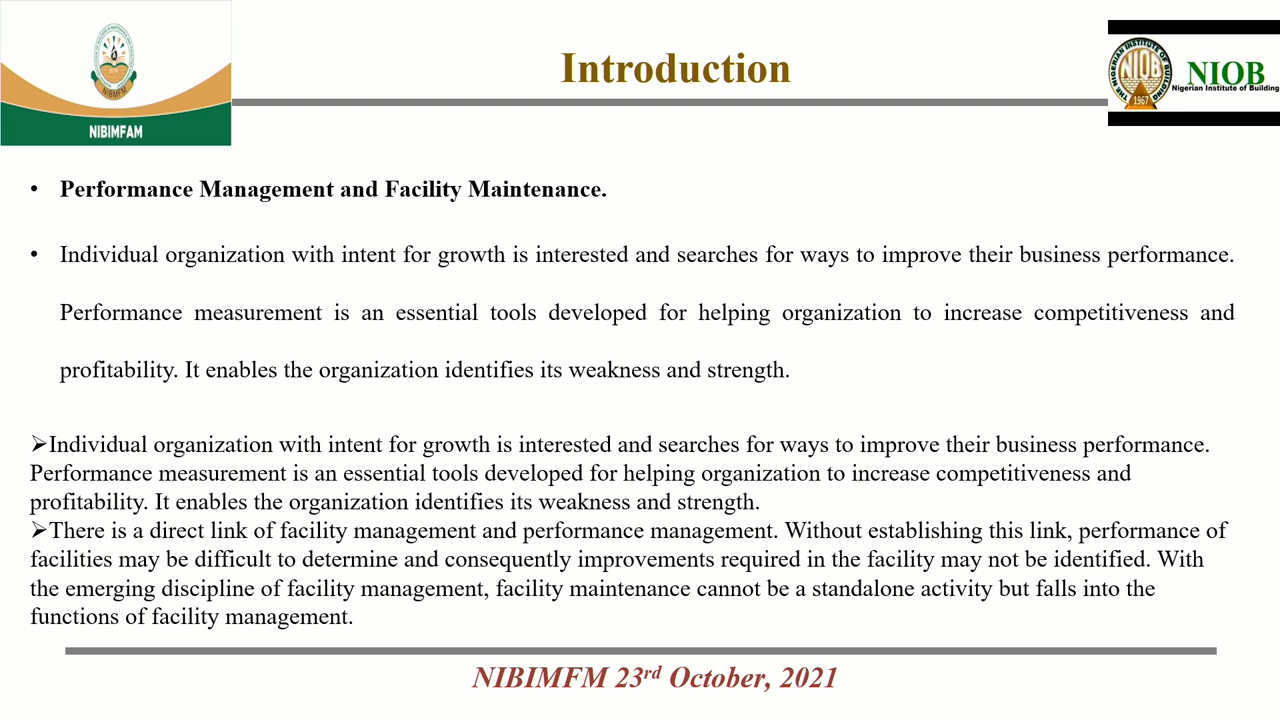 NIBIMFAM
Introduction
THE NIGERIAN INSTITUTE OF BUILDING
NIQB
1967
NIOB
Nigerian Institute of Building
• Performance Management and Facility Maintenance.
• Individual organization with intent for growth is interested and searches for ways to improve their business performance.
Performance measurement is an essential tools developed for helping organization to increase competitiveness and
profitability. It enables the organization identifies its weakness and strength.
➢Individual organization with intent for growth is interested and searches for ways to improve their business performance.
Performance measurement is an essential tools developed for helping organization to increase competitiveness and
profitability. It enables the organization identifies its weakness and strength.
➢There is a direct link of facility management and performance management. Without establishing this link, performance of
facilities may be difficult to determine and consequently improvements required in the facility may not be identified. With
the emerging discipline of facility management, facility maintenance cannot be a standalone activity but falls into the
functions of facility management.
NIBIMFM 23rd October, 2021